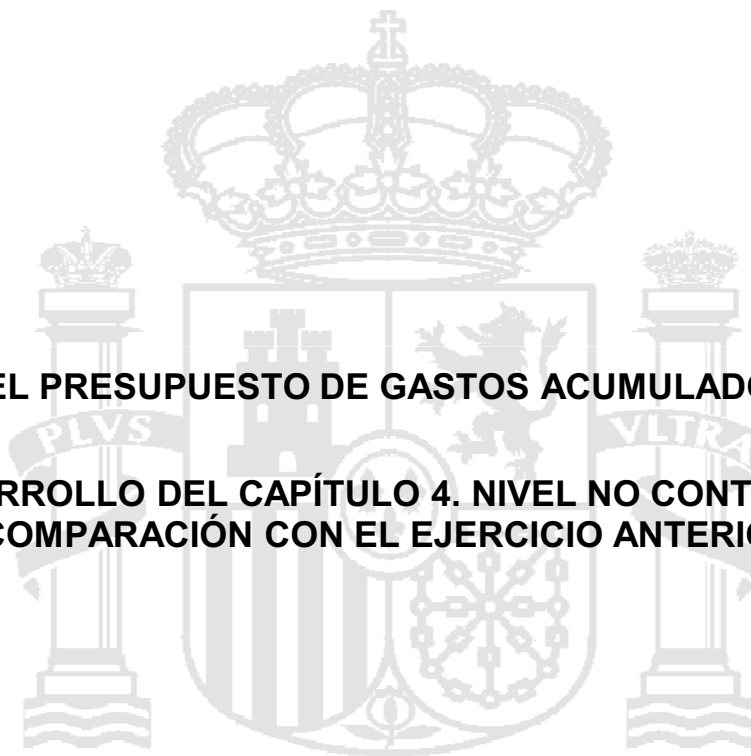 EL PRESUPUESTO DE GASTOS ACUMULADO
PLVS
VLTRA
RROLLO DEL CAPÍTULO 4. NIVEL NO CONT
COMPARACIÓN CON EL EJERCICIO ANTERIO